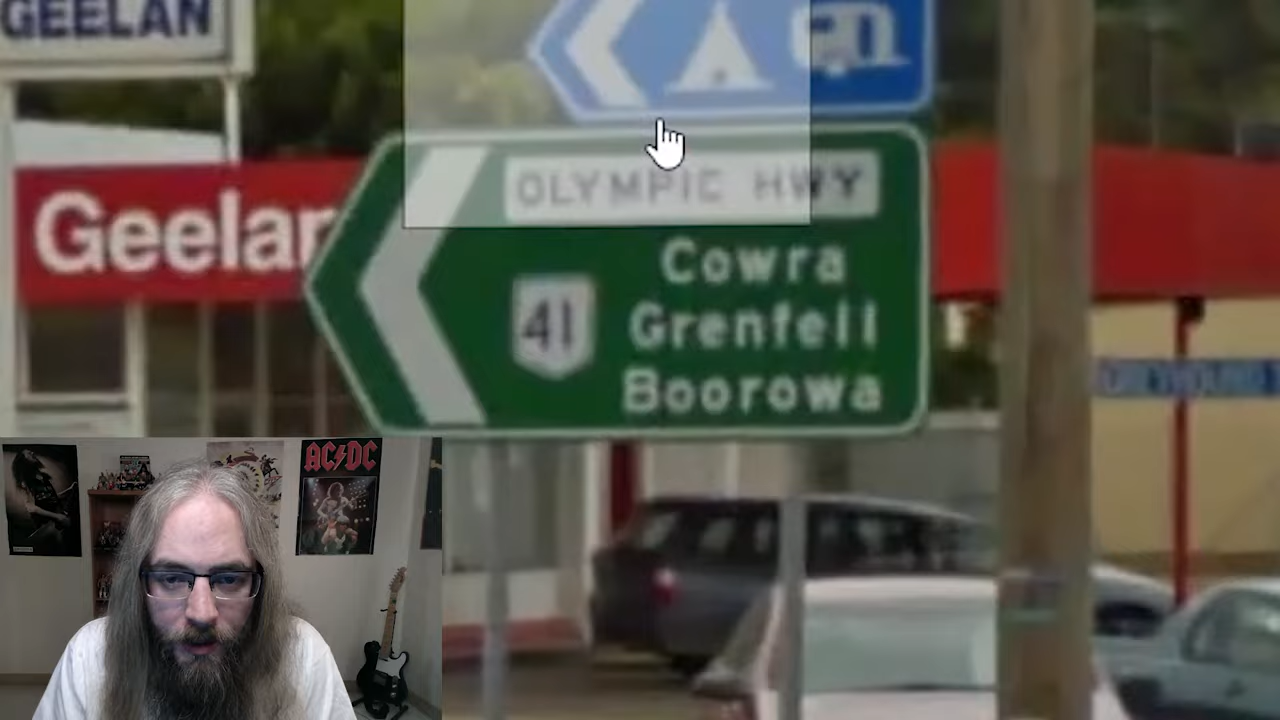 GEELAN
Geelan
OLYMPIC HWY
41
Cowra
Grenfell
Boorowa
AC/DC